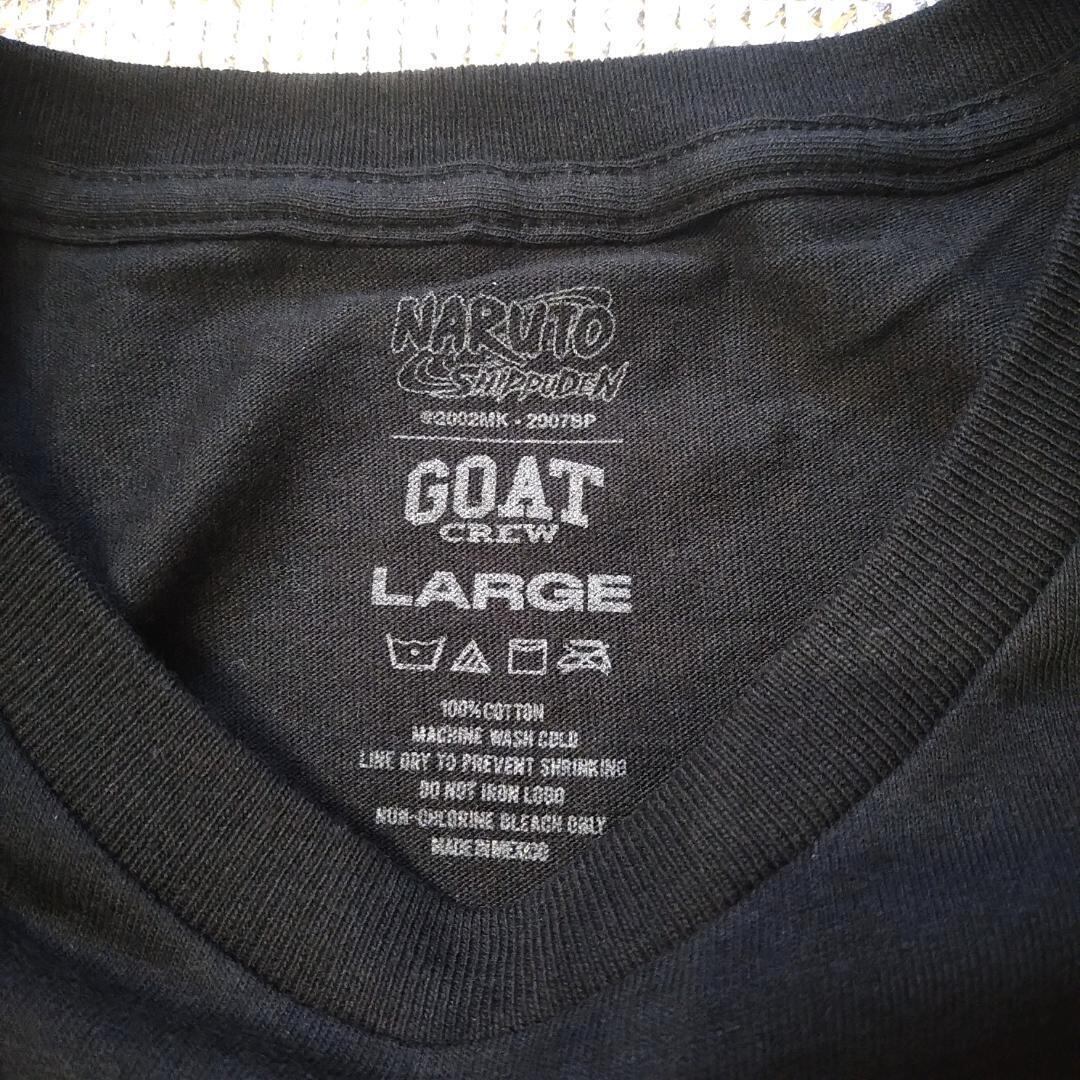 NARUTO
SHIPPUDEN
©2002MK • 2007SP
GOAT
CREW
LARGE
100% COTTON
MACHINE WASH COLD
LINE DRY TO PREVENT SHRINKING
DO NOT IRON LOGO
NON-CHLORINE BLEACH ONLY
MADE IN MEXICO